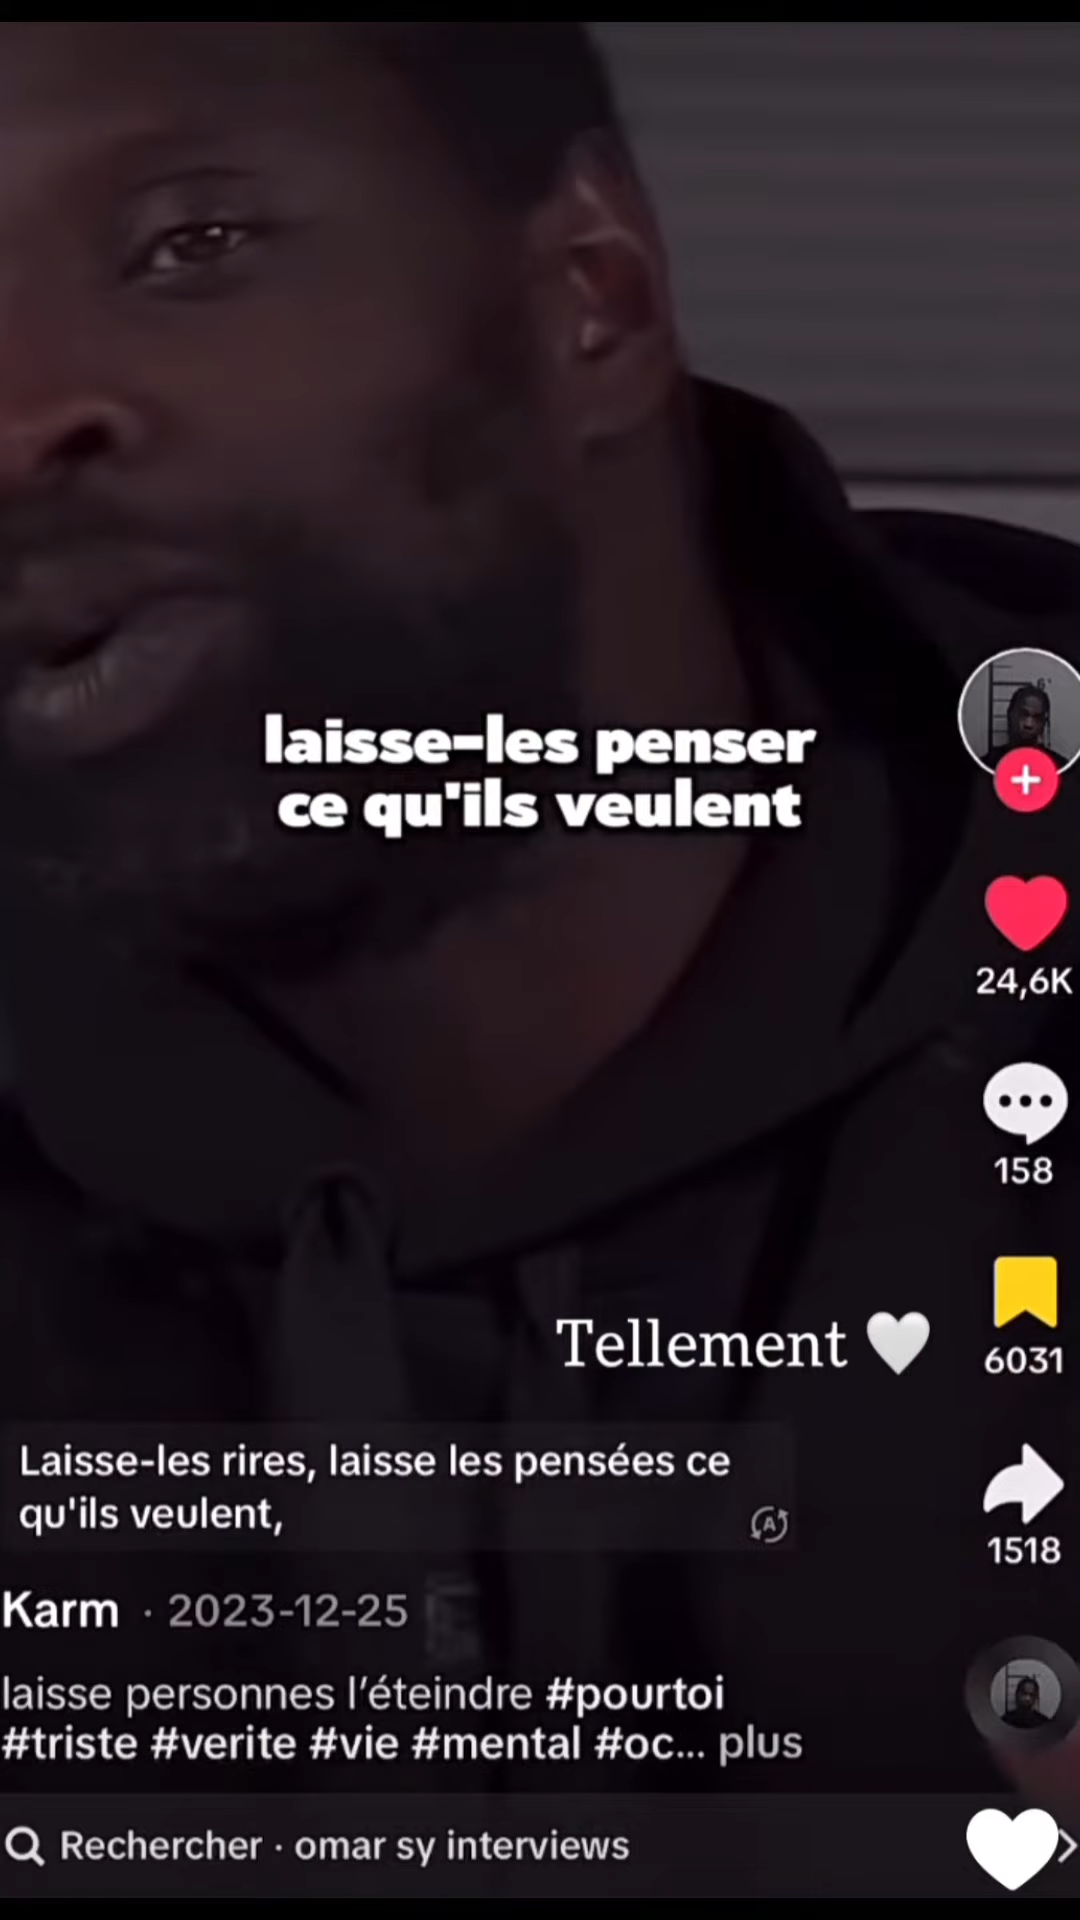 laisse-les penser
ce qu'ils veulent
24,6K
158
Tellement 🤍
6031
Laisse-les rires, laisse les pensées ce
qu'ils veulent,
1518
Karm · 2023-12-25
laisse personnes l’éteindre #pourtoi
#triste #verite #vie #mental #oc... plus
Rechercher · omar sy interviews